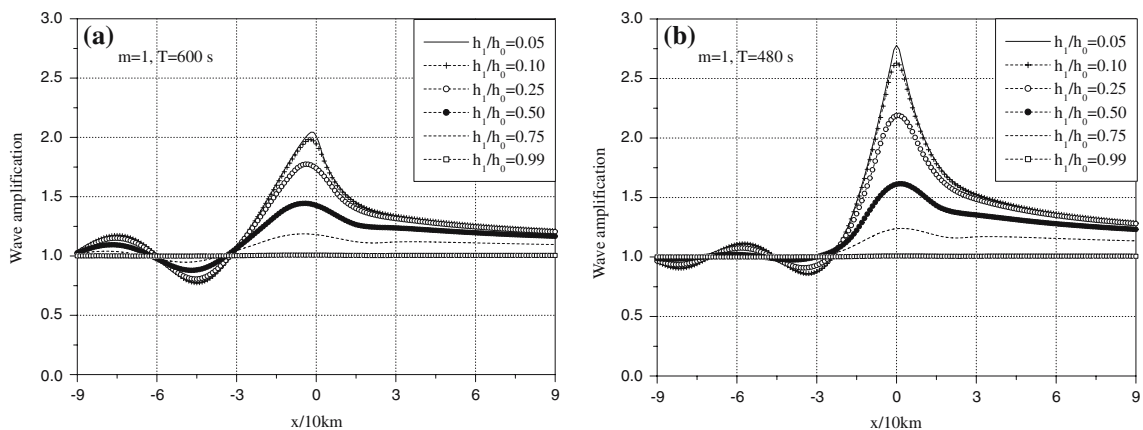 (a)
m=1, T=600 s
h1/h0=0.05
h1/h0=0.10
h1/h0=0.25
h1/h0=0.50
h1/h0=0.75
h1/h0=0.99
3.0
2.5
2.0
1.5
1.0
0.5
0.0
Wave amplification
-9 -6 -3 0 3 6 9
x/10km
(b)
m=1, T=480 s
h1/h0=0.05
h1/h0=0.10
h1/h0=0.25
h1/h0=0.50
h1/h0=0.75
h1/h0=0.99
3.0
2.5
2.0
1.5
1.0
0.5
0.0
Wave amplification
-9 -6 -3 0 3 6 9
x/10km